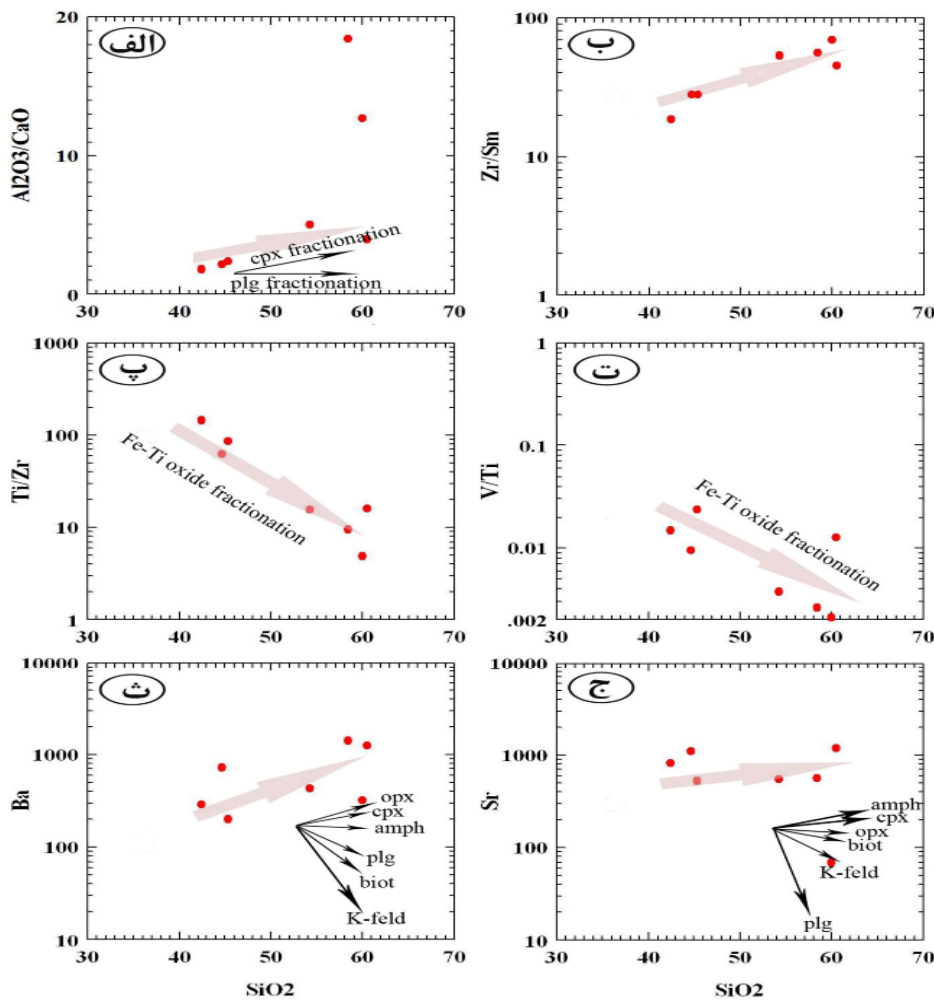 الف
20
10
0
Al2O3/CaO
cpx fractionation
plg fractionation
30 40 50 60 70
ب
100
10
1
Zr/Sm
30 40 50 60 70
پ
1000
100
10
1
Ti/Zr
Fe-Ti oxide fractionation
30 40 50 60 70
ت
1
0.1
0.01
.002
V/Ti
Fe-Ti oxide fractionation
30 40 50 60 70
ث
10000
1000
100
10
Ba
opx
cpx
amph
plg
biot
K-feld
30 40 50 60 70
SiO2
ج
10000
1000
100
10
Sr
amph
cpx
opx
biot
K-feld
plg
30 40 50 60 70
SiO2